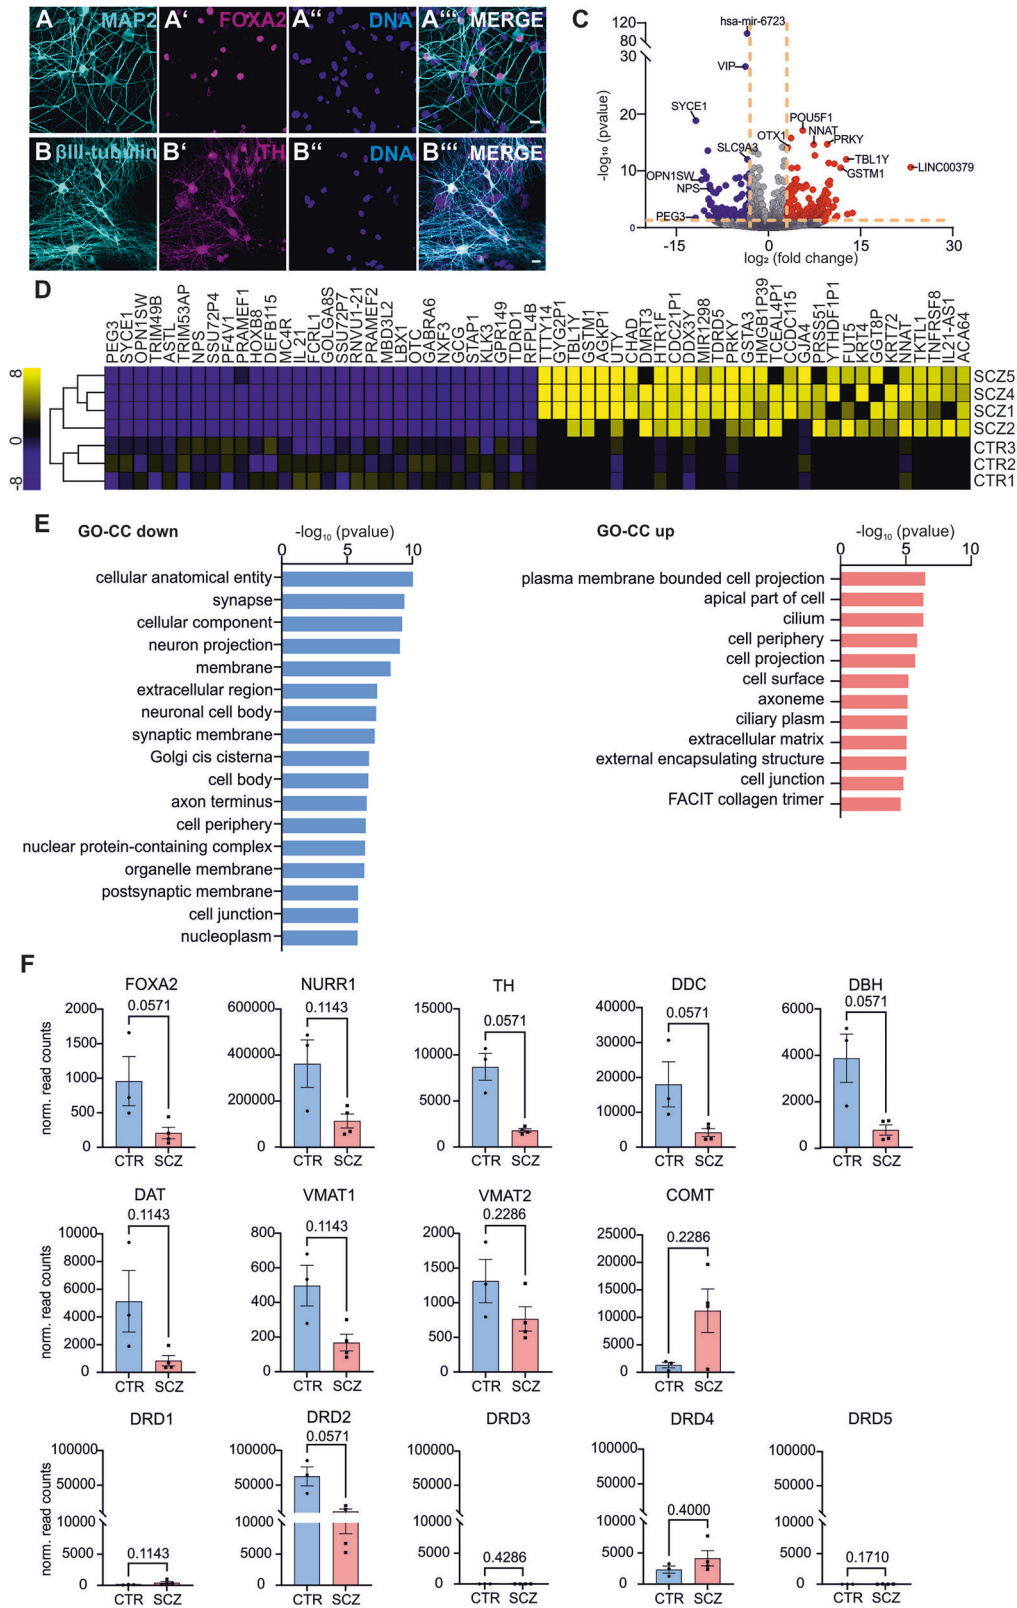 A MAP2 A‘ FOXA2 A“ DNA A“‘ MERGE
B βIII-tubulin B‘ TH B“ DNA B“‘ MERGE
C
-log₁₀ (pvalue)
120
80
30
20
10
0
hsa-mir-6723
VIP
SYCE1
POU5F1
OTX1
NNAT
PRKY
SLC9A3
TBL1Y
LINC00379
GSTM1
OPN1SW
NPS
PEG3
-15 0 15 30
log₂ (fold change)
D
8
0
-8
PEG3
SYCE1
OPN1SW
TRIM49B
ASTL
TRIM53AP
NPS
SSU72P4
PF4V1
PRAMEF1
HOXB8
DEFB115
MC4R
IL21
FCRL1
GOLGA8S
SSU72P7
RNVU1-21
PRAMEF2
MBD3L2
LBX1
OTC
GABRA6
NXF3
GCG
STAP1
KLK3
GPR149
TDRD1
RFPL4B
TTTY14
GYG2P1
TBL1Y
GSTM1
AGKP1
UTY
CHAD
DMRT3
HTR1F
CDC21P1
DDX3Y
MIR1298
TDRD5
PRKY
GSTA3
HMGB1P39
TCEAL4P1
CCDC115
GJA4
PRSS51
YTHDF1P1
FUT5
KRT4
GGT8P
KRT72
NNAT
TKTL1
TNFRSF8
IL21-AS1
ACA64
SCZ5
SCZ4
SCZ1
SCZ2
CTR3
CTR2
CTR1
E
GO-CC down
-log₁₀ (pvalue)
0 5 10
cellular anatomical entity
synapse
cellular component
neuron projection
membrane
extracellular region
neuronal cell body
synaptic membrane
Golgi cis cisterna
cell body
axon terminus
cell periphery
nuclear protein-containing complex
organelle membrane
postsynaptic membrane
cell junction
nucleoplasm
GO-CC up
-log₁₀ (pvalue)
0 5 10
plasma membrane bounded cell projection
apical part of cell
cilium
cell periphery
cell projection
cell surface
axoneme
ciliary plasm
extracellular matrix
external encapsulating structure
cell junction
FACIT collagen trimer
F
FOXA2
norm. read counts
2000
1500
1000
500
0
0.0571
CTR SCZ
NURR1
600000
400000
200000
0
0.1143
CTR SCZ
TH
15000
10000
5000
0
0.0571
CTR SCZ
DDC
40000
30000
20000
10000
0
0.0571
CTR SCZ
DBH
6000
4000
2000
0
0.0571
CTR SCZ
DAT
norm. read counts
10000
8000
6000
4000
2000
0
0.1143
CTR SCZ
VMAT1
800
600
400
200
0
0.1143
CTR SCZ
VMAT2
2000
1500
1000
500
0
0.2286
CTR SCZ
COMT
25000
20000
15000
10000
5000
0
0.2286
CTR SCZ
DRD1
norm. read counts
100000
50000
10000
5000
0
0.1143
CTR SCZ
DRD2
100000
50000
10000
5000
0
0.0571
CTR SCZ
DRD3
100000
50000
10000
5000
0
0.4286
CTR SCZ
DRD4
100000
50000
10000
5000
0
0.4000
CTR SCZ
DRD5
100000
50000
10000
5000
0
0.1710
CTR SCZ